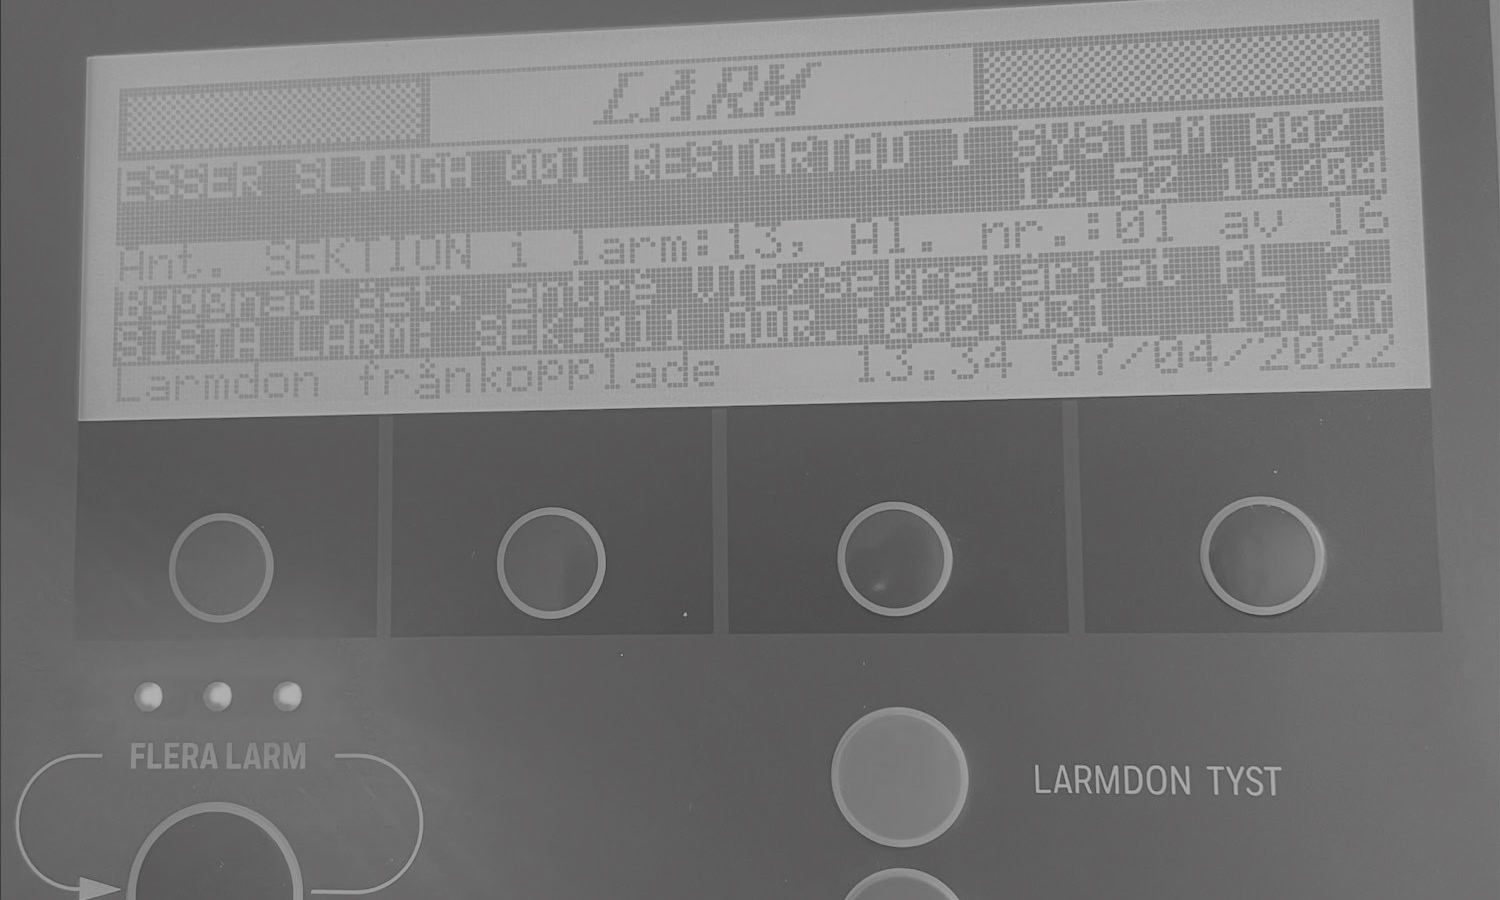 LARM
ESSER SLINGA 001 RESTARTAD I SYSTEM 002
12.52 10/04
Ant. SEKTION i larm:13, Al. nr.:01 av 16
Byggnad öst. entré VIP/sekretariat PL 2
SISTA LARM: SEK:011 ADR.:002.031 13.07
Larmdon frånkopplade 13.34 07/04/2022
FLERA LARM
LARMDON TYST